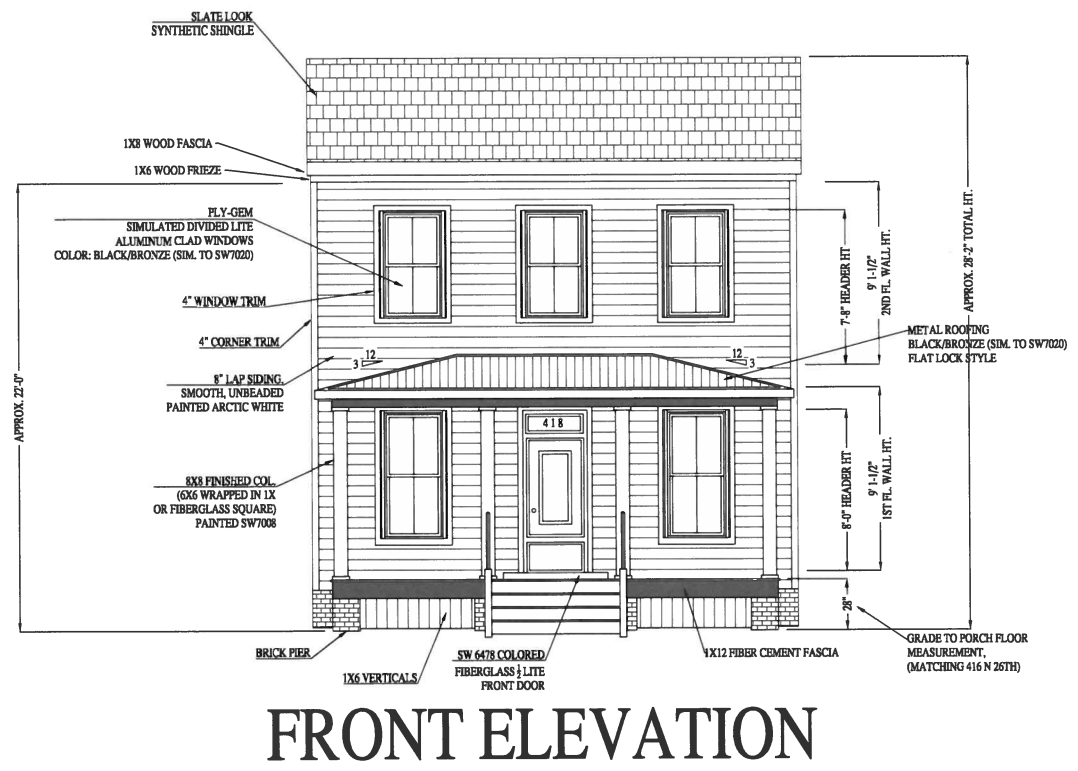 SLATE LOOK
SYNTHETIC SHINGLE
1X8 WOOD FASCIA
1X6 WOOD FRIEZE
PLY-GEM
SIMULATED DIVIDED LITE
ALUMINUM CLAD WINDOWS
COLOR: BLACK/BRONZE (SIM. TO SW7020)
4" WINDOW TRIM
4" CORNER TRIM
8" LAP SIDING,
SMOOTH, UNBEADED
PAINTED ARCTIC WHITE
APPROX. 22'-0"
8X8 FINISHED COL.
(6X6 WRAPPED IN 1X
OR FIBERGLASS SQUARE)
PAINTED SW7008
BRICK PIER
1X6 VERTICALS
12
3
12
3
418
SW 6478 COLORED
FIBERGLASS ½ LITE
FRONT DOOR
1X12 FIBER CEMENT FASCIA
7'-8" HEADER HT
9' 1-1/2"
2ND FL. WALL HT.
APPROX. 28'-2" TOTAL HT.
METAL ROOFING
BLACK/BRONZE (SIM. TO SW7020)
FLAT LOCK STYLE
8'-0" HEADER HT
9' 1-1/2"
1ST FL. WALL HT.
28"
GRADE TO PORCH FLOOR
MEASUREMENT,
(MATCHING 416 N 26TH)
FRONT ELEVATION